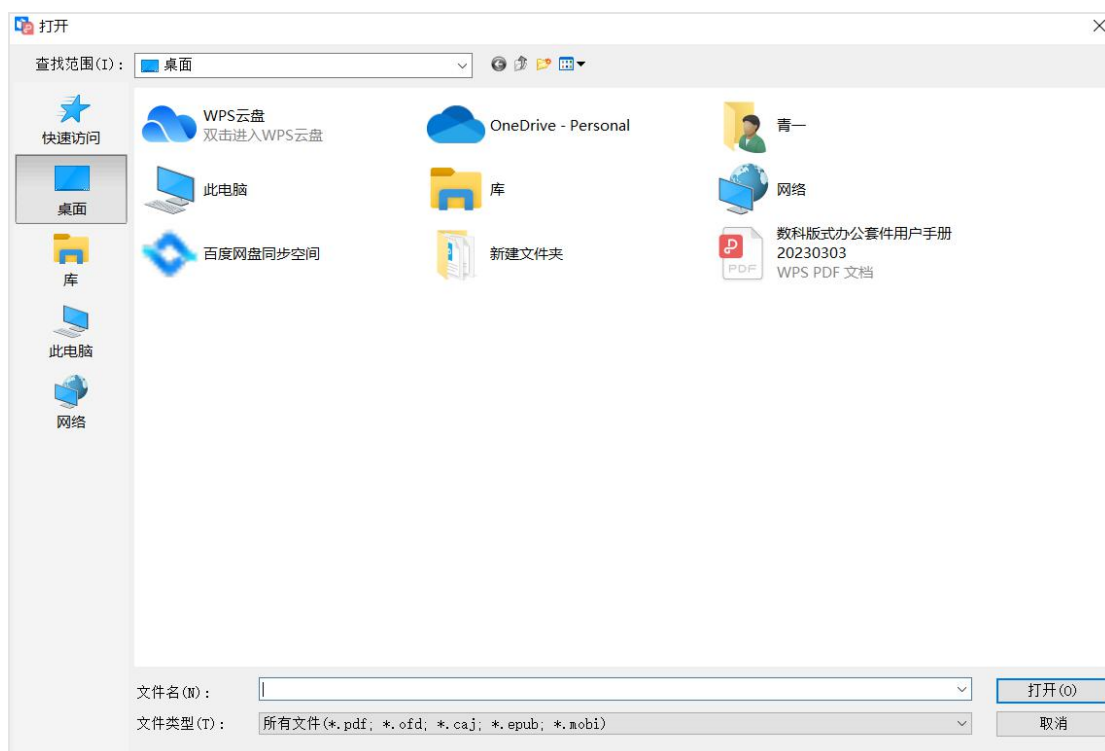 打开
查找范围(I):
桌面
快速访问
桌面
库
此电脑
网络
WPS云盘
双击进入WPS云盘
OneDrive - Personal
青一
此电脑
库
网络
百度网盘同步空间
新建文件夹
数科版式办公套件用户手册
20230303
WPS PDF 文档
PDF
文件名(N):
打开(O)
文件类型(T):
所有文件(*.pdf; *.ofd; *.caj; *.epub; *.mobi)
取消